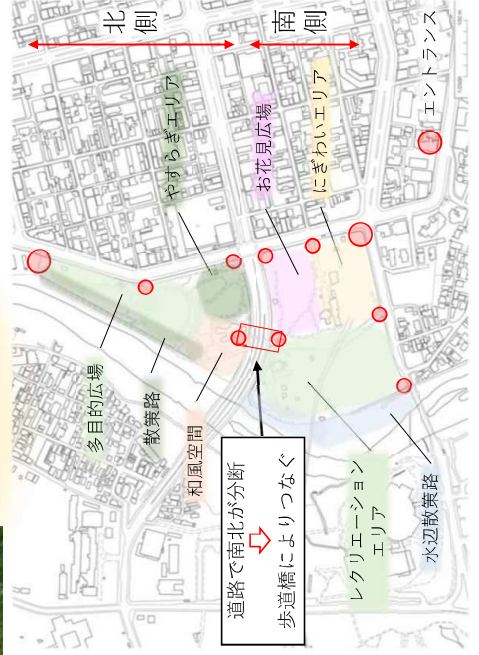 北側
南側
エントランス
やすらぎエリア
お花見広場
にぎわいエリア
多目的広場
散策路
和風空間
道路で南北が分断
歩道橋によりつなぐ
レクリエーション
エリア
水辺散策路